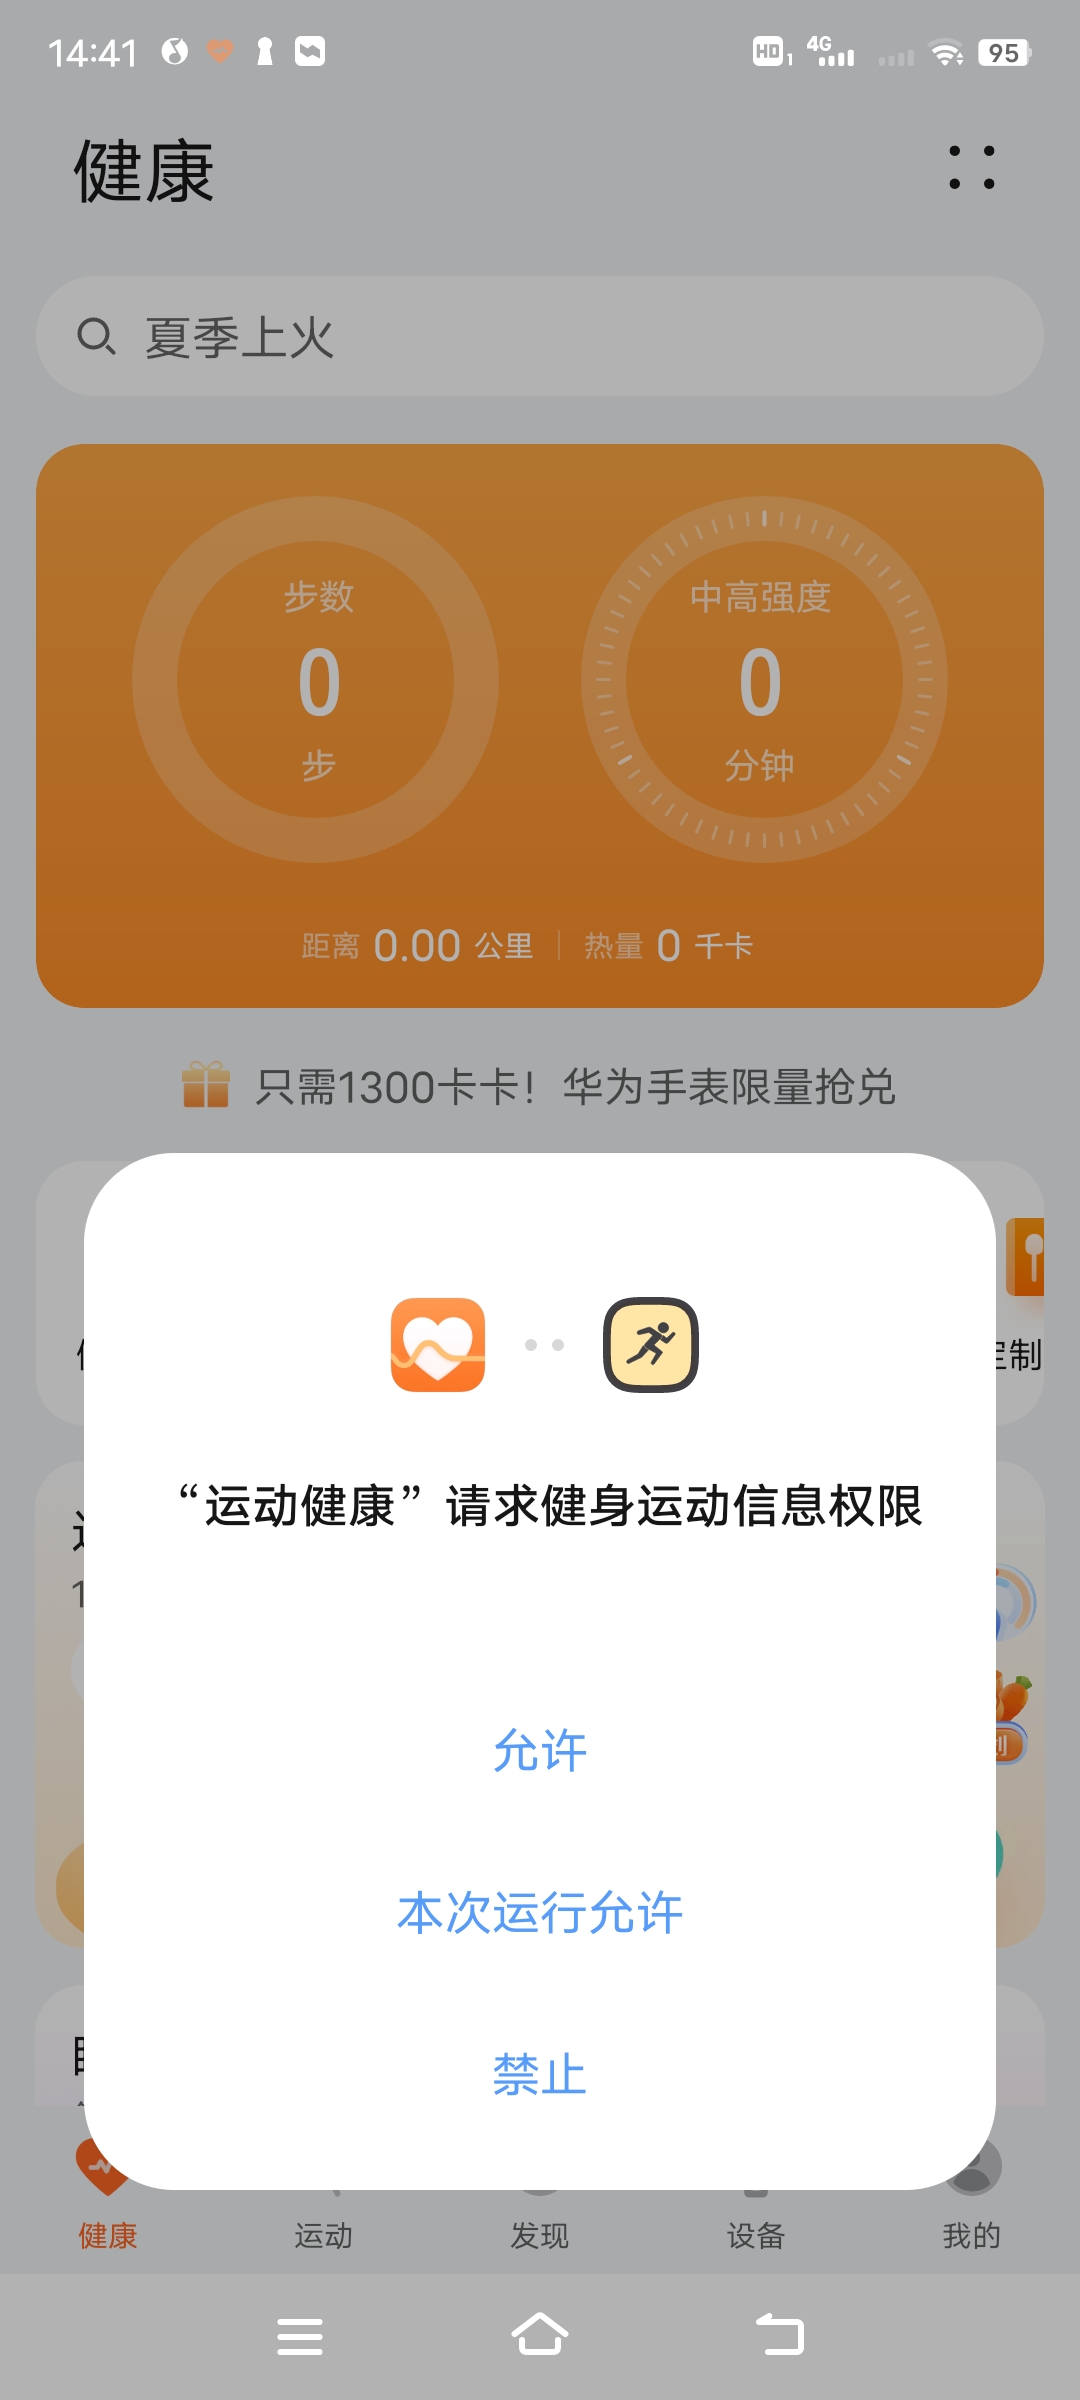 14:41 HD 1 4G 95
健康
夏季上火
步数 中高强度
0 0
步 分钟
距离 0.00 公里 热量 0 千卡
只需1300卡卡！华为手表限量抢兑
定制
“运动健康”请求健身运动信息权限
允许
本次运行允许
禁止
健康 运动 发现 设备 我的